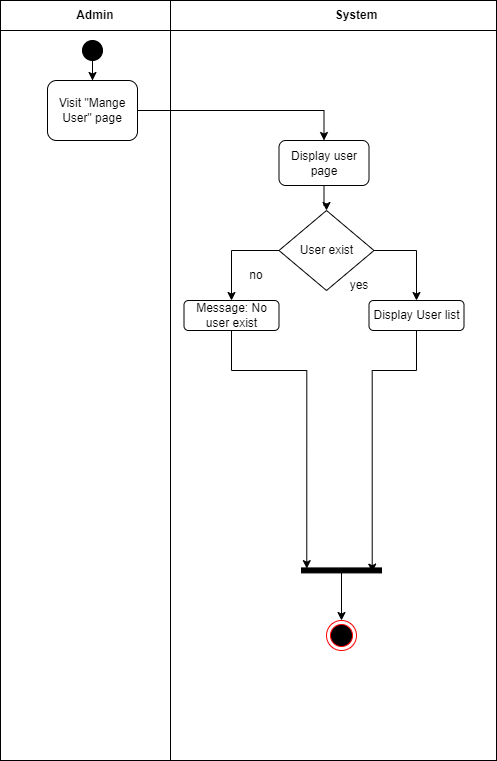 Admin
System
Visit "Mange
User" page
Display user
page
User exist
no
yes
Message: No
user exist
Display User list